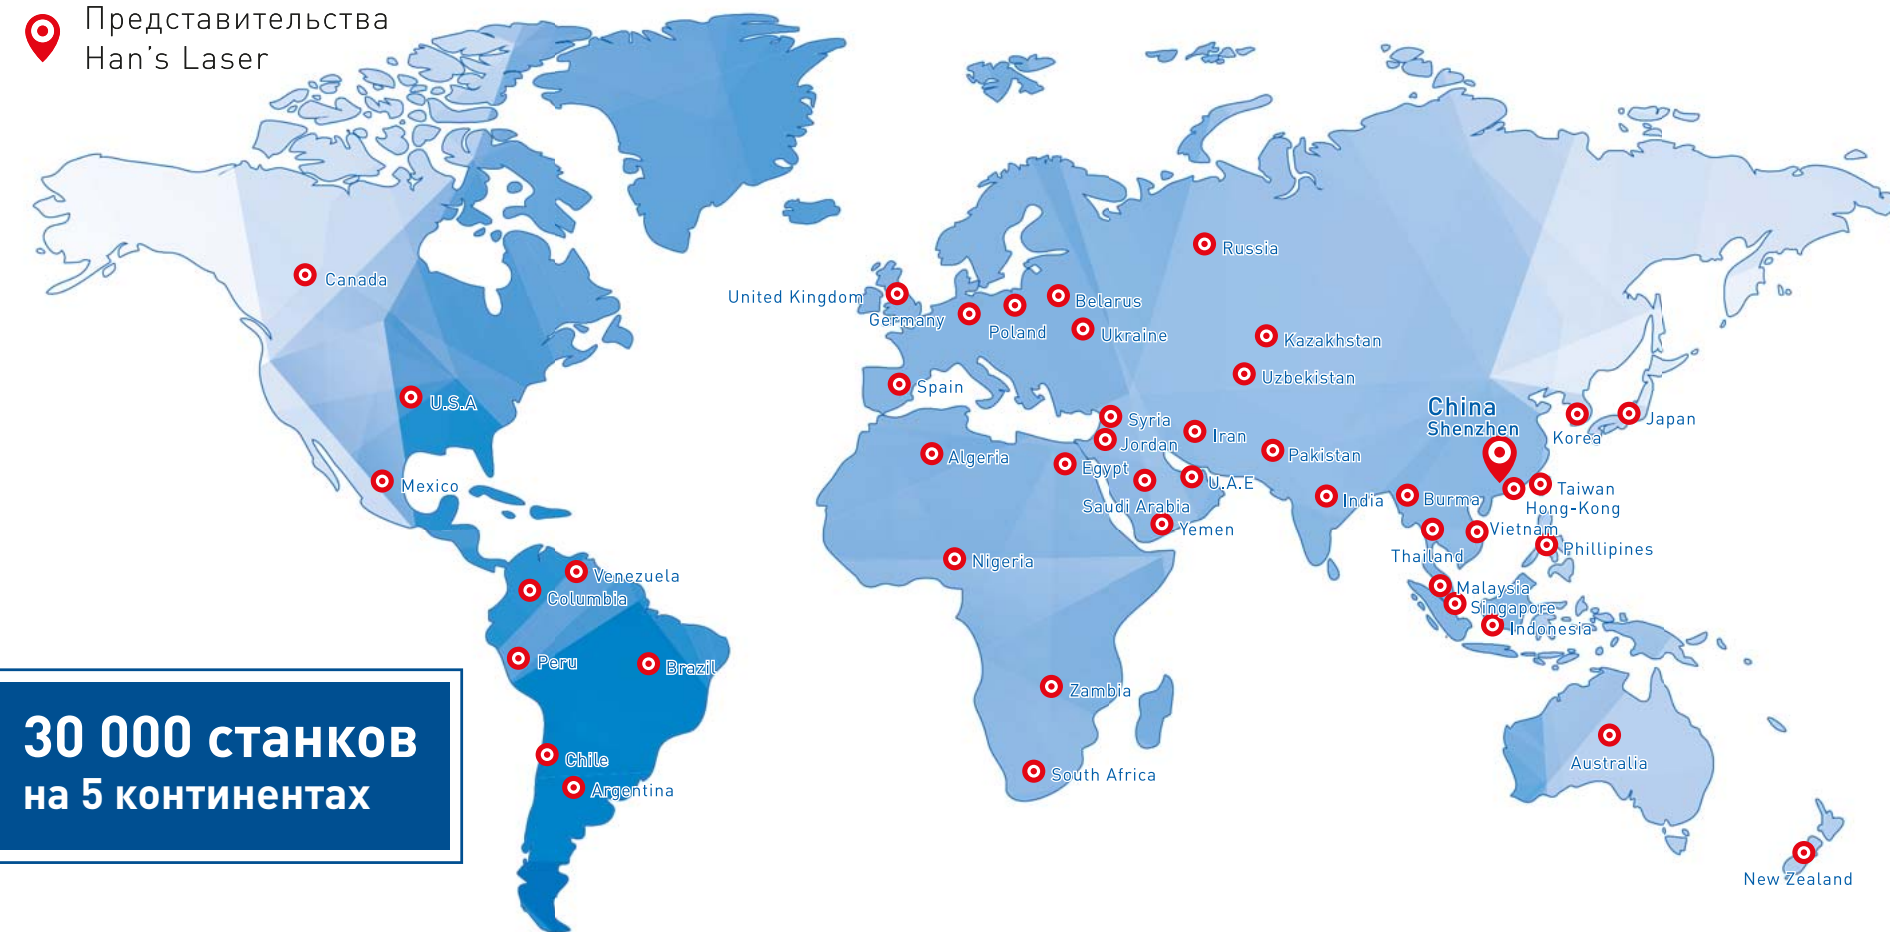 Представительства
Han's Laser
Russia
Canada
United Kingdom
Belarus
Germany
Poland
Ukraine
Kazakhstan
Uzbekistan
Spain
U.S.A
China
Shenzhen
Syria
Iran
Jordan
Korea
Japan
Algeria
Pakistan
Egypt
U.A.E
Mexico
Saudi Arabia
India
Burma
Taiwan
Hong-Kong
Yemen
Vietnam
Thailand
Phillipines
Nigeria
Venezuela
Columbia
Malaysia
Singapore
Indonesia
Peru
Brazil
Zambia
30 000 станков
на 5 континентах
Chile
Argentina
South Africa
Australia
New Zealand